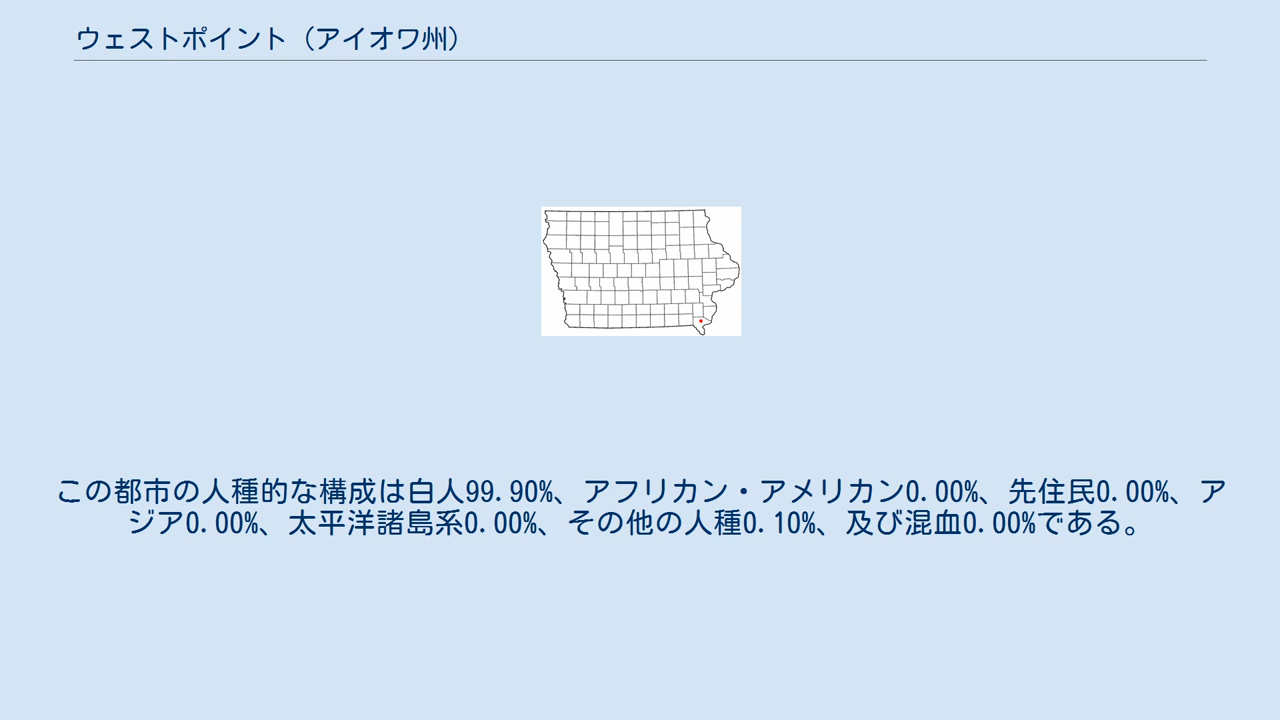 ウェストポイント（アイオワ州）
この都市の人種的な構成は白人99.90%、アフリカン・アメリカン0.00%、先住民0.00%、ア
ジア0.00%、太平洋諸島系0.00%、その他の人種0.10%、及び混血0.00%である。